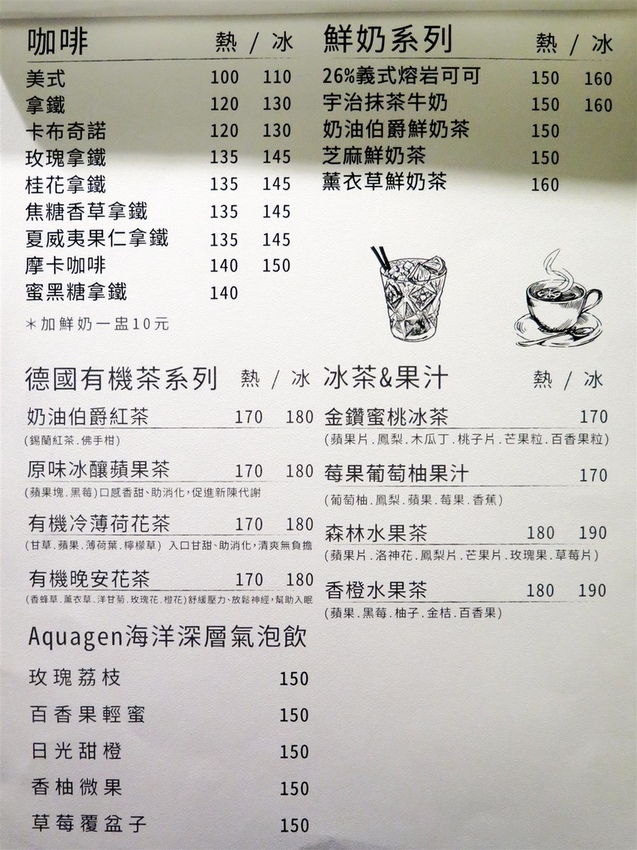 咖啡 熱 / 冰
美式 100 110
拿鐵 120 130
卡布奇諾 120 130
玫瑰拿鐵 135 145
桂花拿鐵 135 145
焦糖香草拿鐵 135 145
夏威夷果仁拿鐵 135 145
摩卡咖啡 140 150
蜜黑糖拿鐵 140
＊加鮮奶一盅10元
鮮奶系列 熱 / 冰
26%義式熔岩可可 150 160
宇治抹茶牛奶 150 160
奶油伯爵鮮奶茶 150
芝麻鮮奶茶 150
薰衣草鮮奶茶 160
德國有機茶系列 熱 / 冰
奶油伯爵紅茶 170 180
(錫蘭紅茶.佛手柑)
原味冰釀蘋果茶 170 180
(蘋果塊.黑莓)口感香甜、助消化，促進新陳代謝
有機冷薄荷花茶 170 180
(甘草.蘋果.薄荷葉.檸檬草) 入口甘甜、助消化，清爽無負擔
有機晚安花茶 170 180
(香蜂草.薰衣草.洋甘菊.玫瑰花.橙花)舒緩壓力、放鬆神經，幫助入眠
冰茶&果汁 熱 / 冰
金鑽蜜桃冰茶 170
(蘋果片.鳳梨.木瓜丁.桃子片.芒果粒.百香果粒)
莓果葡萄柚果汁 170
(葡萄柚.鳳梨.蘋果.莓果.香蕉)
森林水果茶 180 190
(蘋果片.洛神花.鳳梨片.芒果片.玫瑰果.草莓片)
香橙水果茶 180 190
(蘋果.黑莓.柚子.金桔.百香果)
Aquagen海洋深層氣泡飲
玫瑰荔枝 150
百香果輕蜜 150
日光甜橙 150
香柚微果 150
草莓覆盆子 150